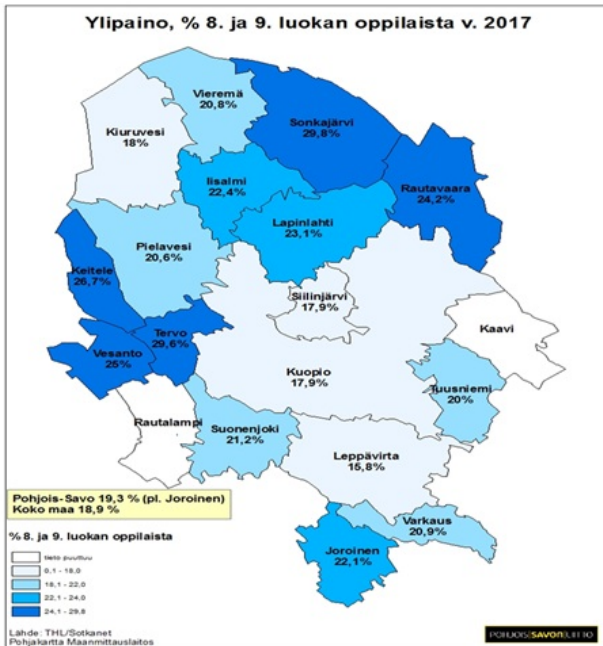 Ylipaino, % 8. ja 9. luokan oppilaista v. 2017
Vieremä
20,8%
Kiuruvesi
18%
Sonkajärvi
29,8%
Iisalmi
22,4%
Rautavaara
24,2%
Lapinlahti
23,1%
Pielavesi
20,6%
Keitele
26,7%
Siilinjärvi
17,9%
Kaavi
Tervo
29,6%
Vesanto
25%
Kuopio
17,9%
Tuusniemi
20%
Rautalampi
Suonenjoki
21,2%
Leppävirta
15,8%
Pohjois-Savo 19,3 % (pl. Joroinen)
Koko maa 18,9 %
Varkaus
20,9%
Joroinen
22,1%
% 8. ja 9. luokan oppilaista
tieto puuttuu
0,1 - 18,0
18,1 - 22,0
22,1 - 24,0
24,1 - 29,8
Lähde: THL/Sotkanet
Pohjakartta Maanmittauslaitos
POHJOIS SAVON LIITTO